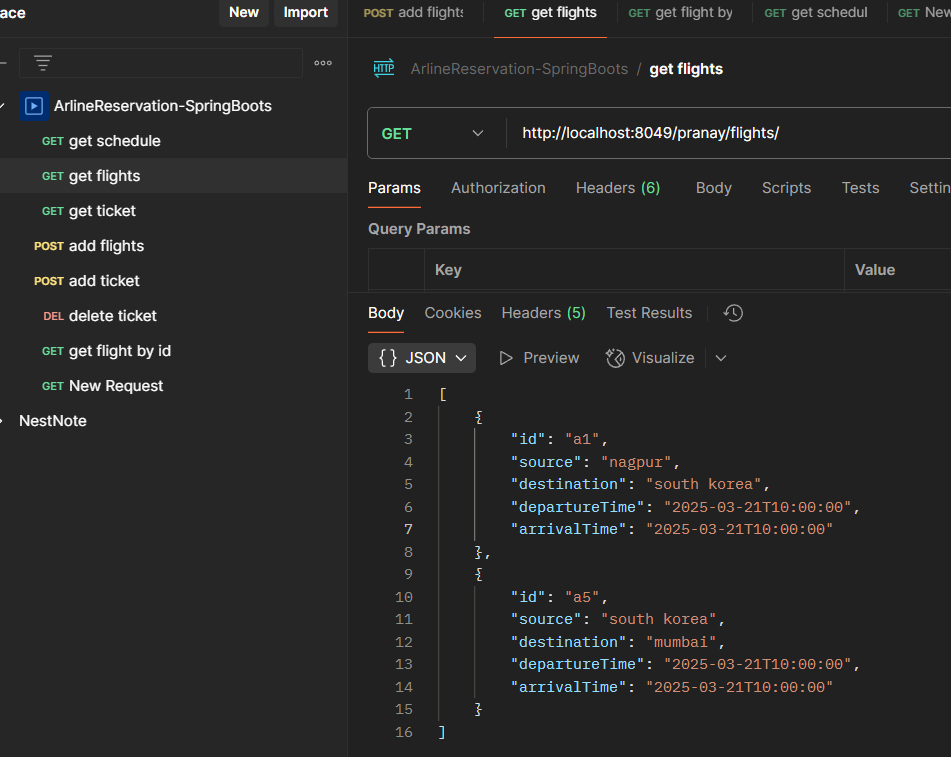 ace
New Import
ooo
ArlineReservation-SpringBoots
GET get schedule
GET get flights
GET get ticket
POST add flights
POST add ticket
DEL delete ticket
GET get flight by id
GET New Request
NestNote
POST add flights GET get flights GET get flight by GET get schedul GET New
HTTP ArlineReservation-SpringBoots / get flights
GET http://localhost:8049/pranay/flights/
Params Authorization Headers (6) Body Scripts Tests Settin
Query Params
Key Value
Body Cookies Headers (5) Test Results
{} JSON Preview Visualize
1 [
2 {
3 "id": "a1",
4 "source": "nagpur",
5 "destination": "south korea",
6 "departureTime": "2025-03-21T10:00:00",
7 "arrivalTime": "2025-03-21T10:00:00"
8 },
9 {
10 "id": "a5",
11 "source": "south korea",
12 "destination": "mumbai",
13 "departureTime": "2025-03-21T10:00:00",
14 "arrivalTime": "2025-03-21T10:00:00"
15 }
16 ]